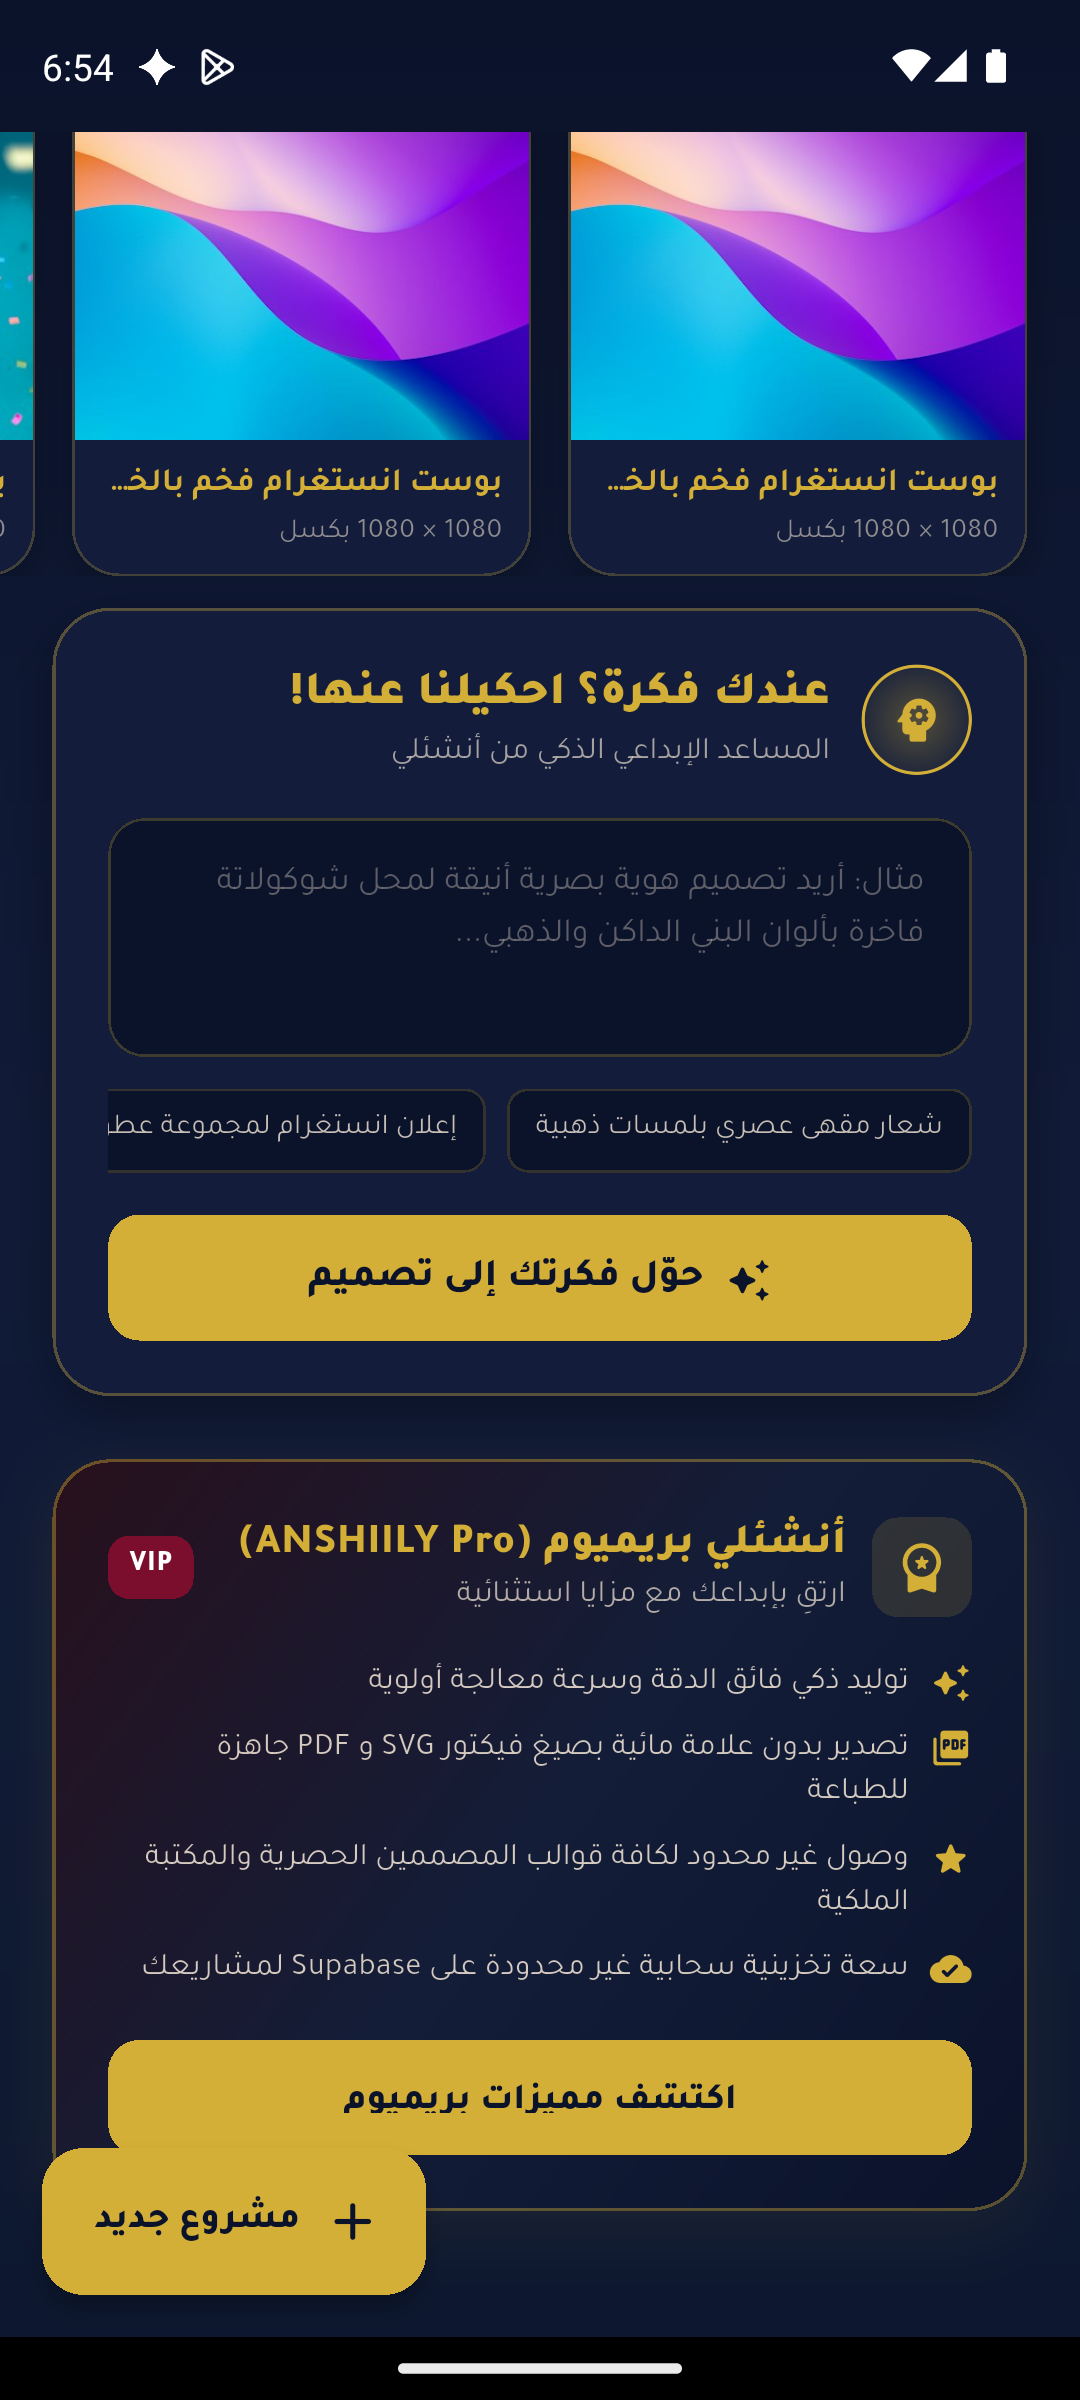 6:54
بوست انستغرام فخم بالخـ...
1080 × 1080 بكسل
بوست انستغرام فخم بالخـ...
1080 × 1080 بكسل
عندك فكرة؟ احكيلنا عنها!
المساعد الإبداعي الذكي من أنشئلي
مثال: أريد تصميم هوية بصرية أنيقة لمحل شوكولاتة
فاخرة بألوان البني الداكن والذهبي...
شعار مقهى عصري بلمسات ذهبية
إعلان انستغرام لمجموعة
حوّل فكرتك إلى تصميم
أنشئلي بريميوم (ANSHIILY Pro)
VIP
ارتقِ بإبداعك مع مزايا استثنائية
توليد ذكي فائق الدقة وسرعة معالجة أولوية
PDF
تصدير بدون علامة مائية بصيغ فيكتور SVG و PDF جاهزة
للطباعة
وصول غير محدود لكافة قوالب المصممين الحصرية والمكتبة
الملكية
سعة تخزينية سحابية غير محدودة على Supabase لمشاريعك
اكتشف مميزات بريميوم
مشروع جديد